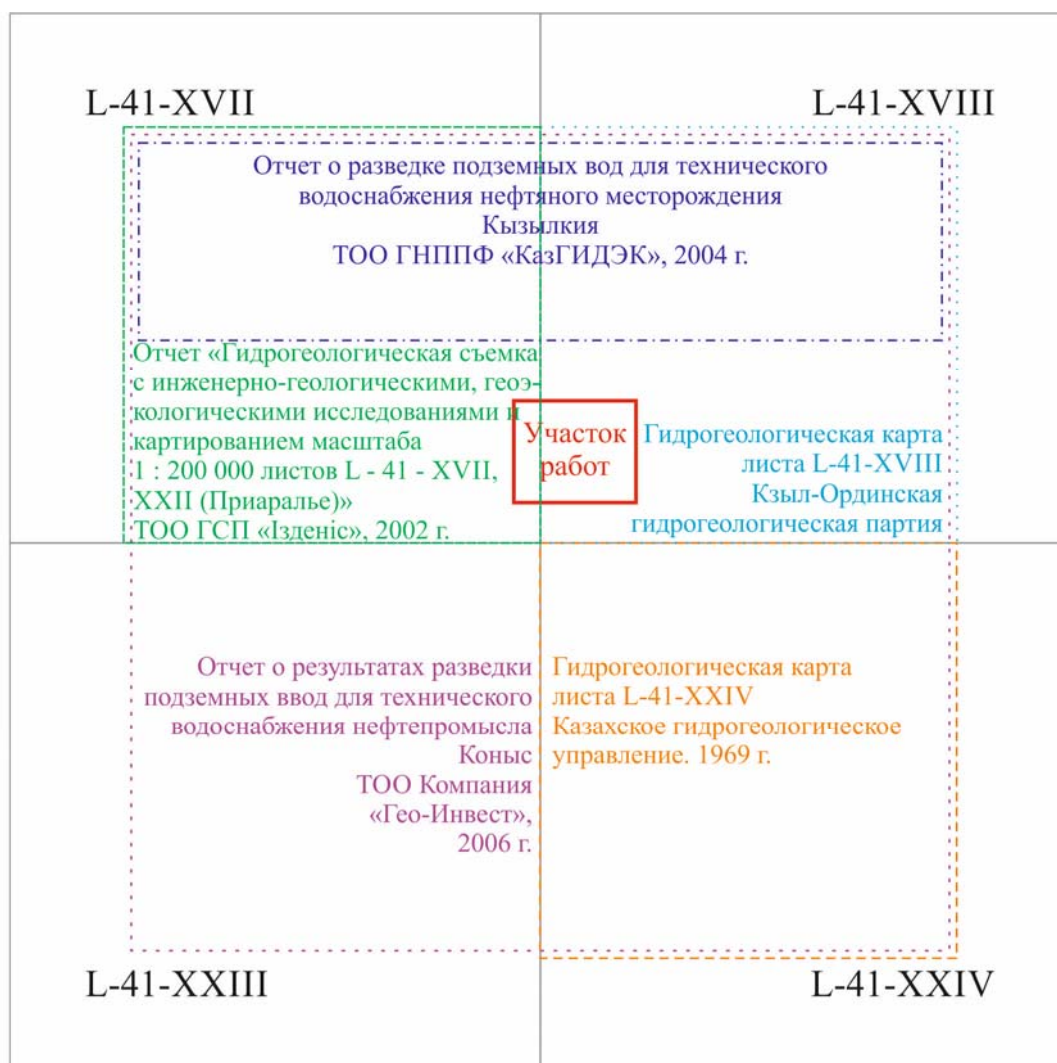 L-41-XVII
L-41-XVIII
Отчет о разведке подземных вод для технического
водоснабжения нефтяного месторождения
Кызылкия
ТОО ГНППФ «КазГИДЭК», 2004 г.
Отчет «Гидрогеологическая съемка
с инженерно-геологическими, геоэ-
кологическими исследованиями и
картированием масштаба
1 : 200 000 листов L - 41 - XVII,
XXII (Приаралье)»
ТОО ГСП «Ізденіс», 2002 г.
Участок
работ
Гидрогеологическая карта
листа L-41-XVIII
Кзыл-Ординская
гидрогеологическая партия
Отчет о результатах разведки
подземных ввод для технического
водоснабжения нефтепромысла
Коныс
ТОО Компания
«Гео-Инвест»,
2006 г.
Гидрогеологическая карта
листа L-41-XXIV
Казахское гидрогеологическое
управление. 1969 г.
L-41-XXIII
L-41-XXIV